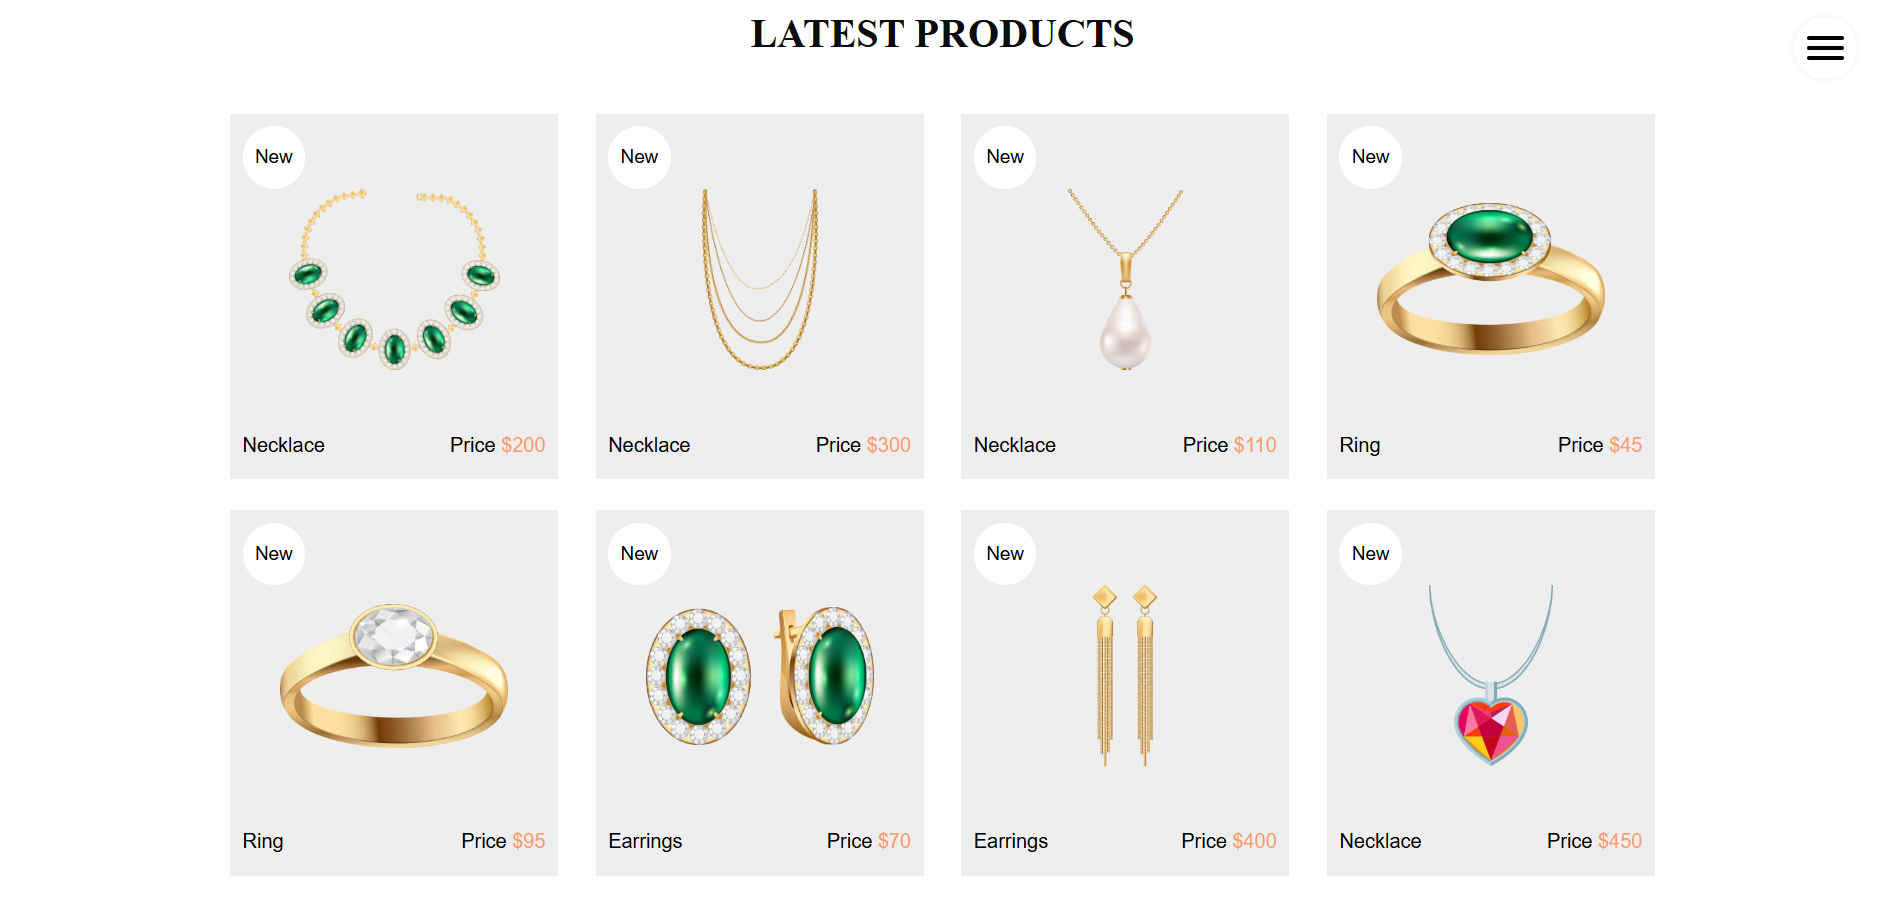 LATEST PRODUCTS
New
Necklace Price $200
New
Necklace Price $300
New
Necklace Price $110
New
Ring Price $45
New
Ring Price $95
New
Earrings Price $70
New
Earrings Price $400
New
Necklace Price $450